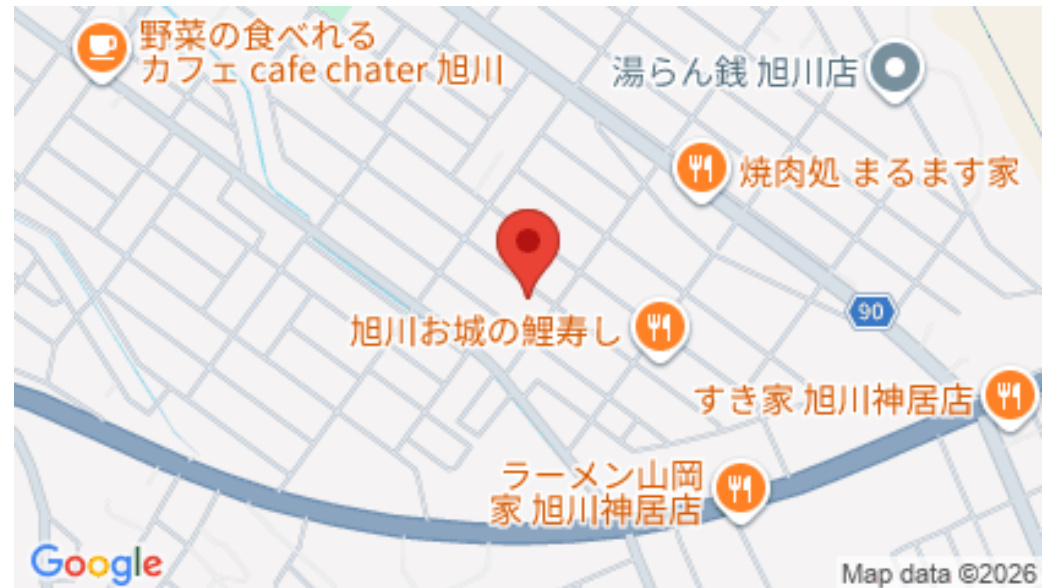 野菜の食べれる
カフェ cafe chater 旭川
湯らん銭 旭川店
焼肉処 まるます家
90
旭川お城の鯉寿し
すき家 旭川神居店
ラーメン山岡
家 旭川神居店
Google
Map data ©2026